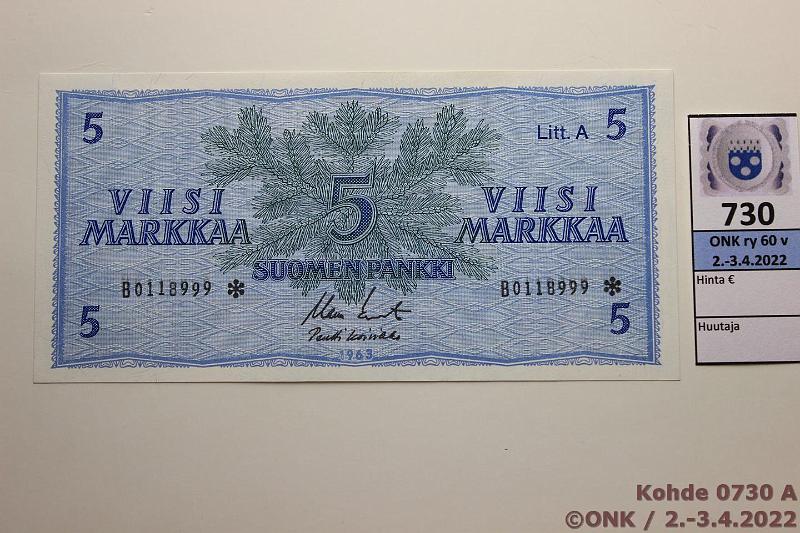 5
Litt. A 5
5
VIISI
MARKKAA
VIISI
MARKKAA
SUOMEN PANKKI
B0118999 *
B0118999 *
5
5
1963
730
ONK ry 60 v
2.-3.4.2022
Hinta €
Huutaja
Kohde 0730 A
©ONK / 2.-3.4.2022